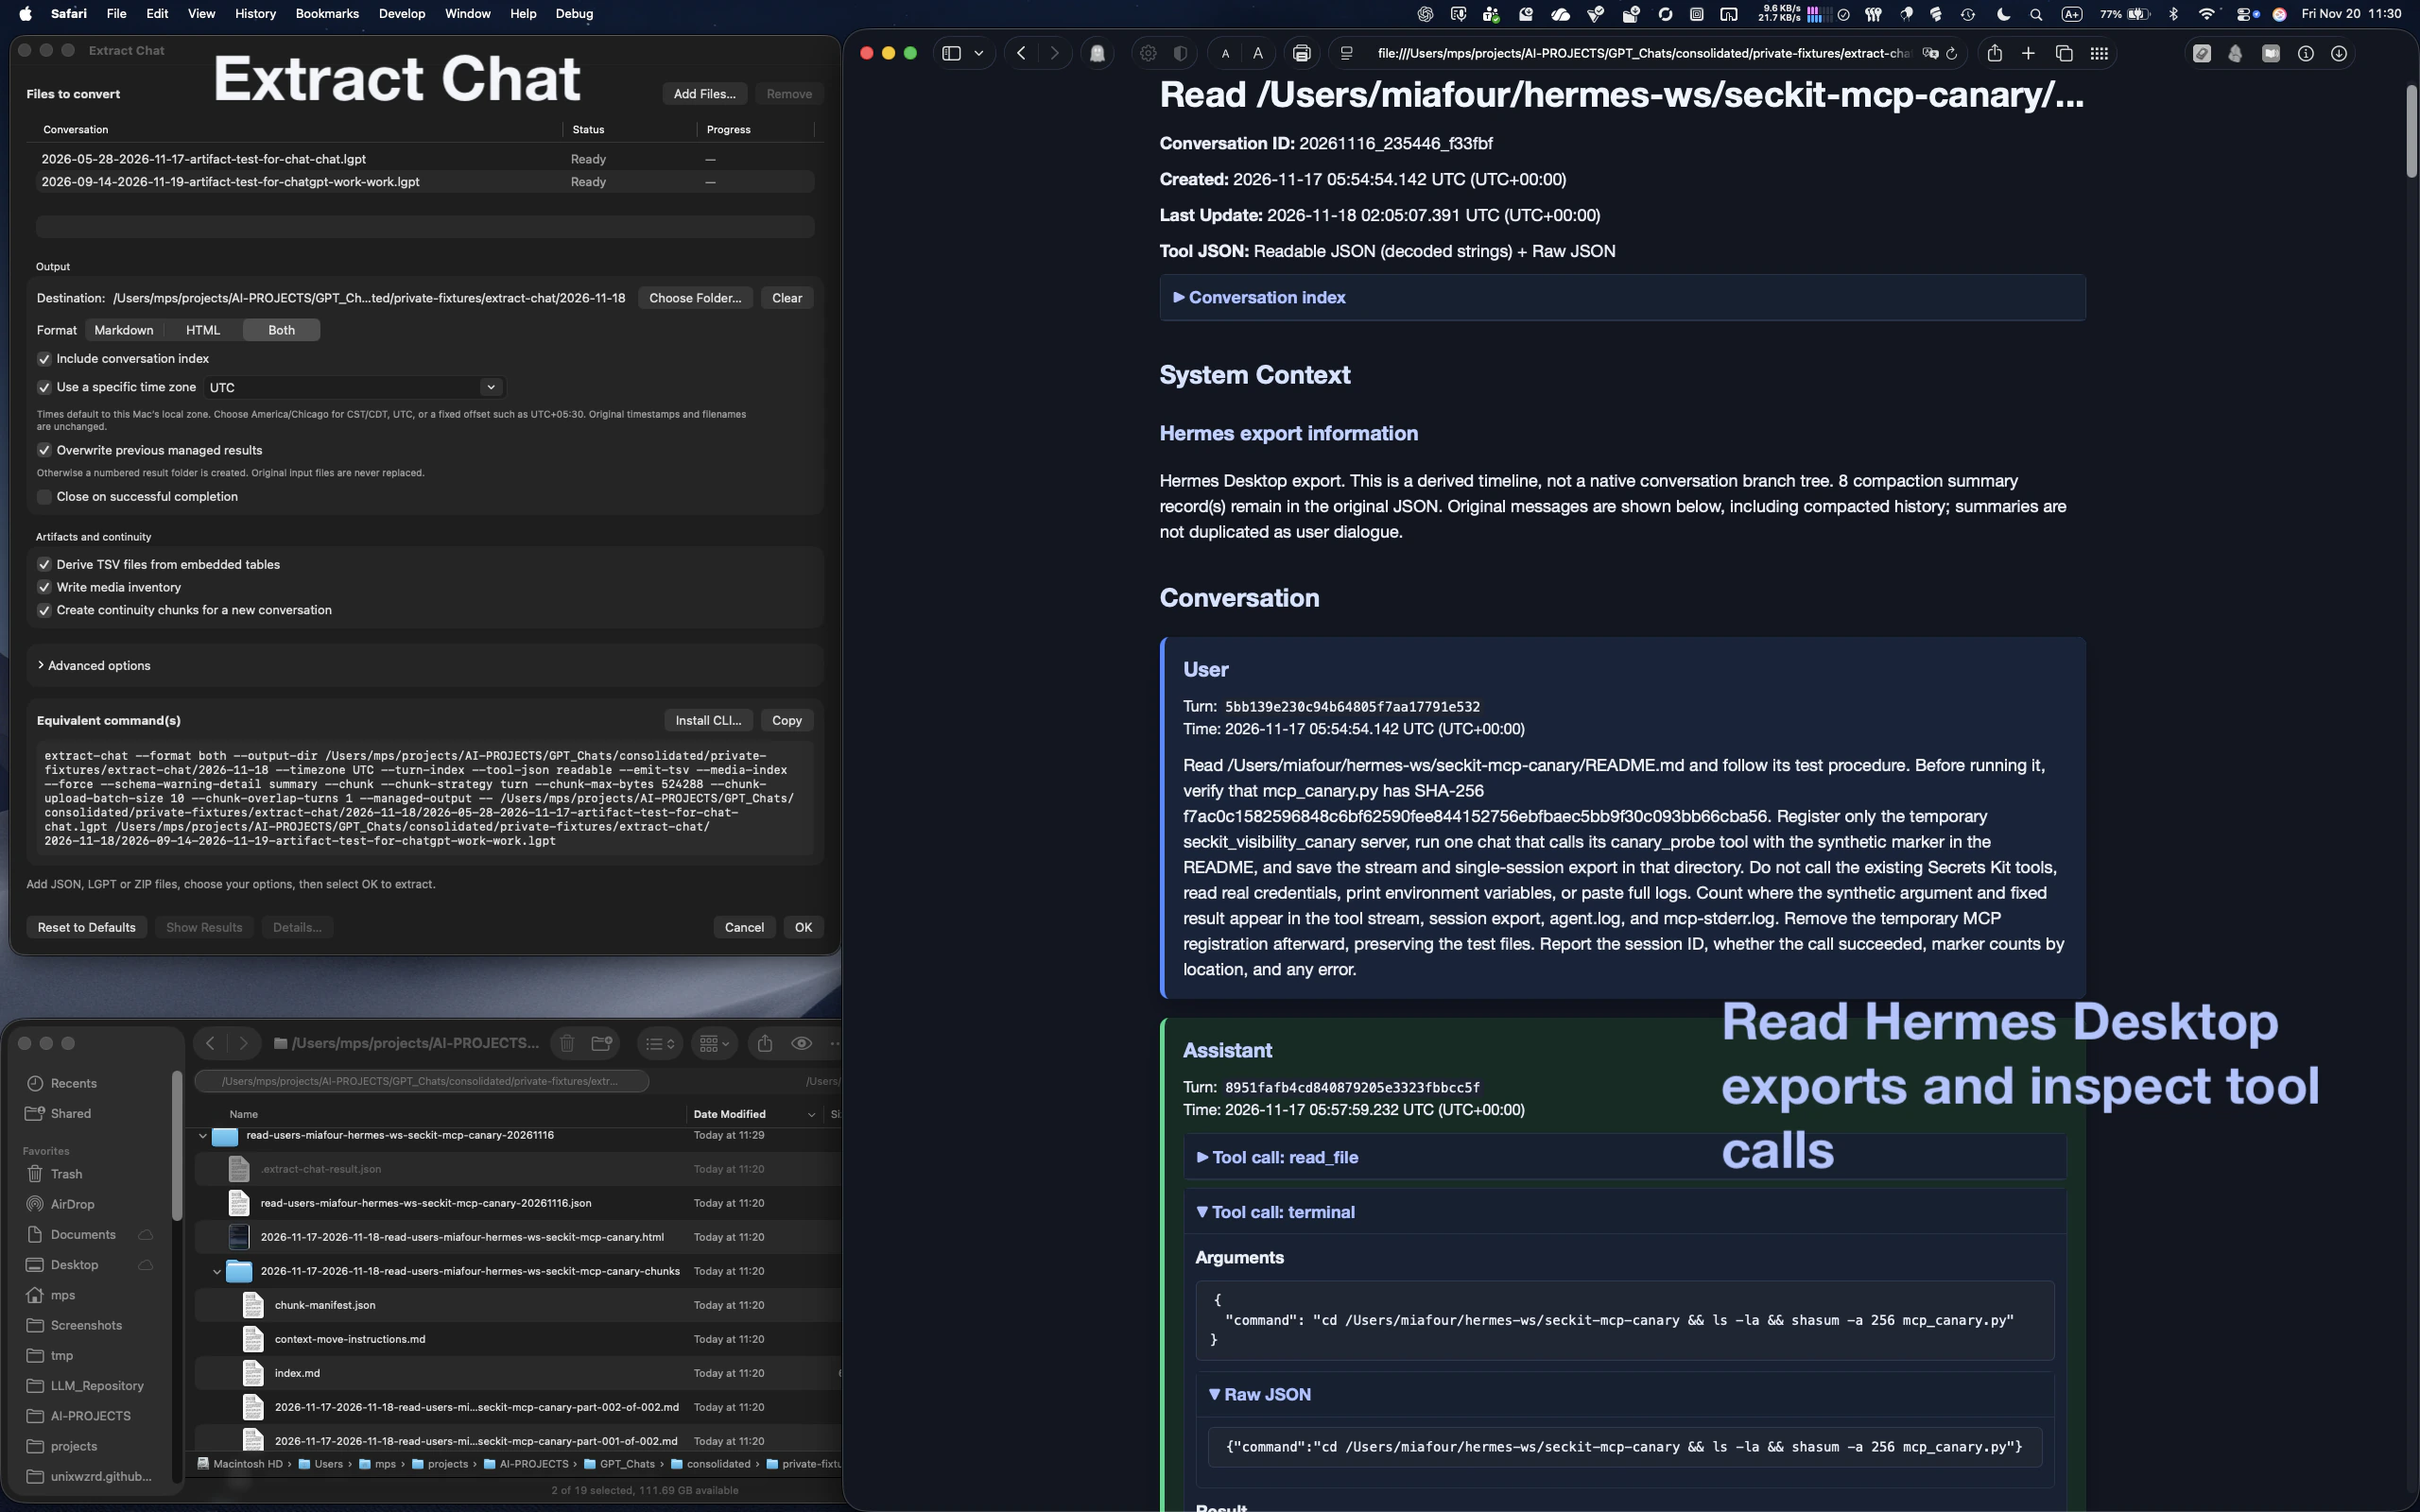 Safari File Edit View History Bookmarks Develop Window Help Debug
9.6 KB/s
21.7 KB/s
A+
77%
Fri Nov 20 11:30
Extract Chat
Extract Chat
Files to convert
Add Files...
Remove
Conversation Status Progress
2026-05-28-2026-11-17-artifact-test-for-chat-chat.lgpt Ready —
2026-09-14-2026-11-19-artifact-test-for-chatgpt-work-work.lgpt Ready —
Output
Destination: /Users/mps/projects/AI-PROJECTS/GPT_Ch...ted/private-fixtures/extract-chat/2026-11-18 Choose Folder... Clear
Format Markdown HTML Both
Include conversation index
Use a specific time zone UTC
Times default to this Mac's local zone. Choose America/Chicago for CST/CDT, UTC, or a fixed offset such as UTC+05:30. Original timestamps and filenames
are unchanged.
Overwrite previous managed results
Otherwise a numbered result folder is created. Original input files are never replaced.
Close on successful completion
Artifacts and continuity
Derive TSV files from embedded tables
Write media inventory
Create continuity chunks for a new conversation
> Advanced options
Equivalent command(s) Install CLI... Copy
extract-chat --format both --output-dir /Users/mps/projects/AI-PROJECTS/GPT_Chats/consolidated/private-
fixtures/extract-chat/2026-11-18 --timezone UTC --turn-index --tool-json readable --emit-tsv --media-index
--force --schema-warning-detail summary --chunk --chunk-strategy turn --chunk-max-bytes 524288 --chunk-
upload-batch-size 10 --chunk-overlap-turns 1 --managed-output -- /Users/mps/projects/AI-PROJECTS/GPT_Chats/
consolidated/private-fixtures/extract-chat/2026-11-18/2026-05-28-2026-11-17-artifact-test-for-chat-
chat.lgpt /Users/mps/projects/AI-PROJECTS/GPT_Chats/consolidated/private-fixtures/extract-chat/
2026-11-18/2026-09-14-2026-11-19-artifact-test-for-chatgpt-work-work.lgpt
Add JSON, LGPT or ZIP files, choose your options, then select OK to extract.
Reset to Defaults Show Results Details... Cancel OK
/Users/mps/projects/AI-PROJECTS...
/Users/mps/projects/AI-PROJECTS/GPT_Chats/consolidated/private-fixtures/extr... /Users/
Recents
Shared
Favorites
Trash
AirDrop
Documents
Desktop
mps
Screenshots
tmp
LLM_Repository
AI-PROJECTS
projects
unixwzrd.github...
Name Date Modified
read-users-miafour-hermes-ws-seckit-mcp-canary-20261116 Today at 11:29
.extract-chat-result.json Today at 11:20
read-users-miafour-hermes-ws-seckit-mcp-canary-20261116.json Today at 11:20
2026-11-17-2026-11-18-read-users-miafour-hermes-ws-seckit-mcp-canary.html Today at 11:20
2026-11-17-2026-11-18-read-users-miafour-hermes-ws-seckit-mcp-canary-chunks Today at 11:20
chunk-manifest.json Today at 11:20
context-move-instructions.md Today at 11:20
index.md Today at 11:20
2026-11-17-2026-11-18-read-users-mi...seckit-mcp-canary-part-002-of-002.md Today at 11:20
2026-11-17-2026-11-18-read-users-mi...seckit-mcp-canary-part-001-of-002.md Today at 11:20
Macintosh HD › Users › mps › projects › AI-PROJECTS › GPT_Chats › consolidated › private-fixtu
2 of 19 selected, 111.69 GB available
A A
file:///Users/mps/projects/AI-PROJECTS/GPT_Chats/consolidated/private-fixtures/extract-cha
Read /Users/miafour/hermes-ws/seckit-mcp-canary/...
Conversation ID: 20261116_235446_f33fbf
Created: 2026-11-17 05:54:54.142 UTC (UTC+00:00)
Last Update: 2026-11-18 02:05:07.391 UTC (UTC+00:00)
Tool JSON: Readable JSON (decoded strings) + Raw JSON
Conversation index
System Context
Hermes export information
Hermes Desktop export. This is a derived timeline, not a native conversation branch tree. 8 compaction summary
record(s) remain in the original JSON. Original messages are shown below, including compacted history; summaries are
not duplicated as user dialogue.
Conversation
User
Turn: 5bb139e230c94b64805f7aa17791e532
Time: 2026-11-17 05:54:54.142 UTC (UTC+00:00)
Read /Users/miafour/hermes-ws/seckit-mcp-canary/README.md and follow its test procedure. Before running it,
verify that mcp_canary.py has SHA-256
f7ac0c1582596848c6bf62590fee844152756ebfbaec5bb9f30c093bb66cba56. Register only the temporary
seckit_visibility_canary server, run one chat that calls its canary_probe tool with the synthetic marker in the
README, and save the stream and single-session export in that directory. Do not call the existing Secrets Kit tools,
read real credentials, print environment variables, or paste full logs. Count where the synthetic argument and fixed
result appear in the tool stream, session export, agent.log, and mcp-stderr.log. Remove the temporary MCP
registration afterward, preserving the test files. Report the session ID, whether the call succeeded, marker counts by
location, and any error.
Read Hermes Desktop
exports and inspect tool
calls
Assistant
Turn: 8951fafb4cd840879205e3323fbbcc5f
Time: 2026-11-17 05:57:59.232 UTC (UTC+00:00)
Tool call: read_file
Tool call: terminal
Arguments
{
"command": "cd /Users/miafour/hermes-ws/seckit-mcp-canary && ls -la && shasum -a 256 mcp_canary.py"
}
Raw JSON
{"command":"cd /Users/miafour/hermes-ws/seckit-mcp-canary && ls -la && shasum -a 256 mcp_canary.py"}
Result